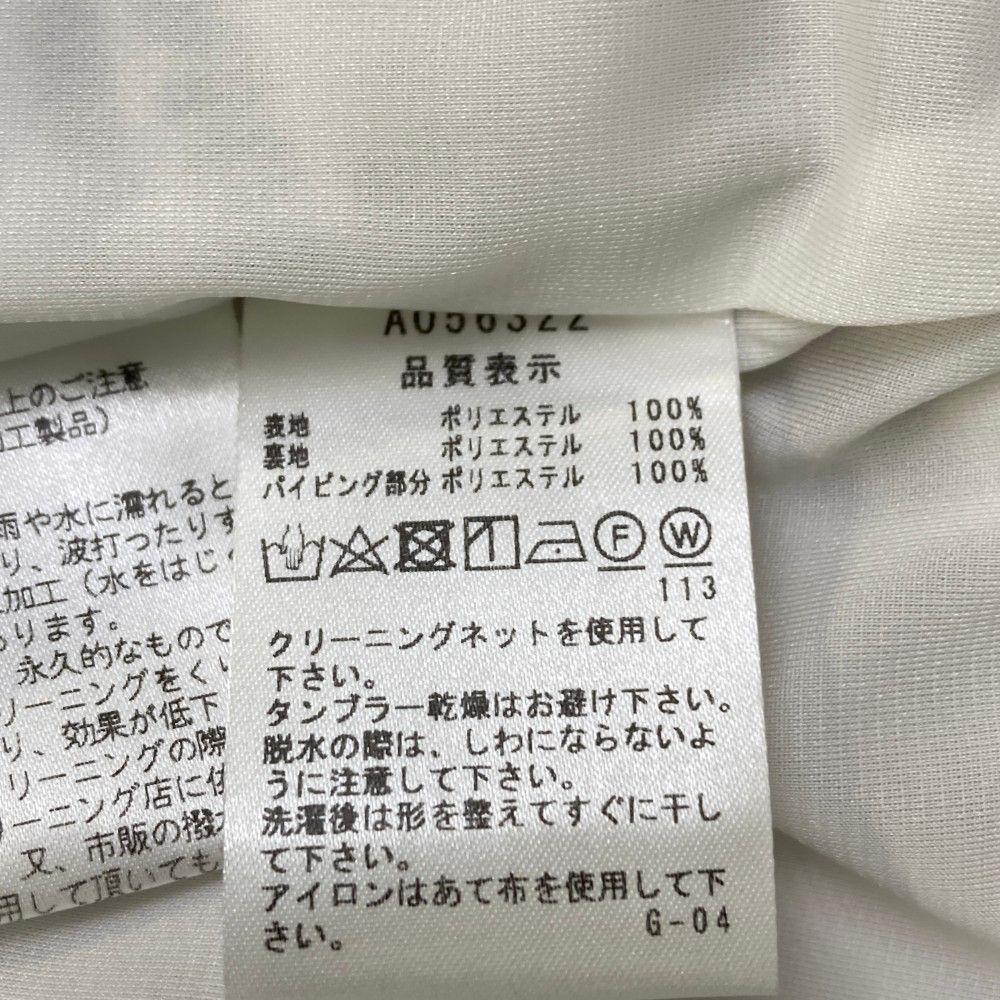 A056322
品質表示
表地 ポリエステル 100%
裏地 ポリエステル 100%
パイピング部分 ポリエステル 100%
F W
113
クリーニングネットを使用して
下さい。
タンブラー乾燥はお避け下さい。
脱水の際は、しわにならないよ
うに注意して下さい。
洗濯後は形を整えてすぐに干し
て下さい。
アイロンはあて布を使用して下
さい。
G-04
上のご注意
工製品)
雨や水に濡れると
り、波打ったりす
加工(水をはじく
ります。
永久的なもので
リーニングをくい
り、効果が低下
リーニングの際
ーニング店に
又、市販の撥
用して頂いても